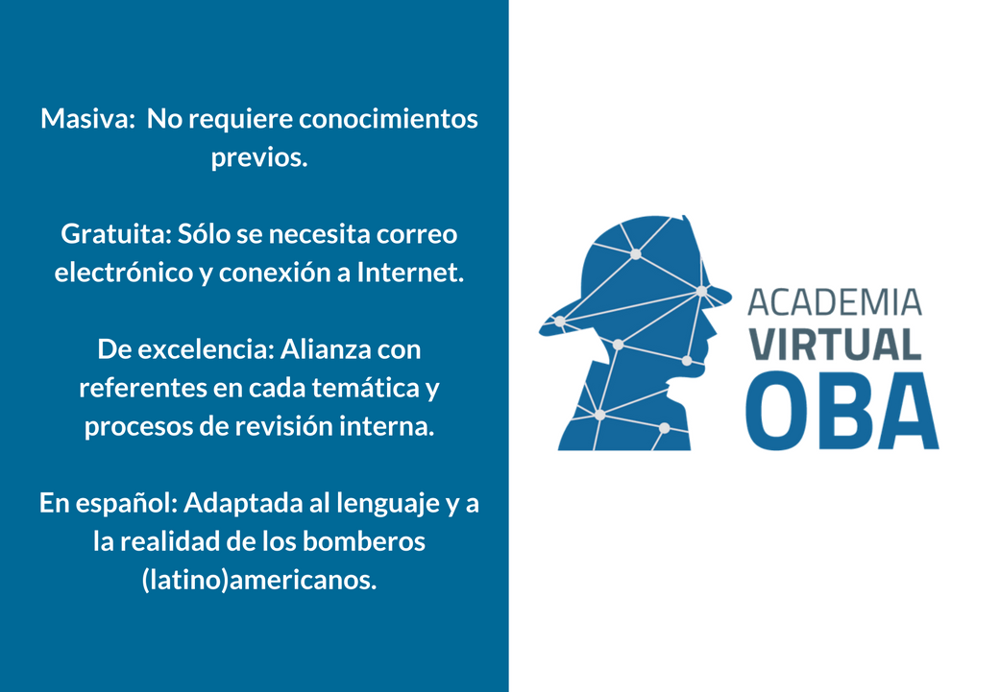 Masiva:  No requiere conocimientos
previos.
Gratuita: Sólo se necesita correo
electrónico y conexión a Internet.
De excelencia: Alianza con
referentes en cada temática y
procesos de revisión interna.
En español: Adaptada al lenguaje y a
la realidad de los bomberos
(latino)americanos.
ACADEMIA
VIRTUAL
OBA